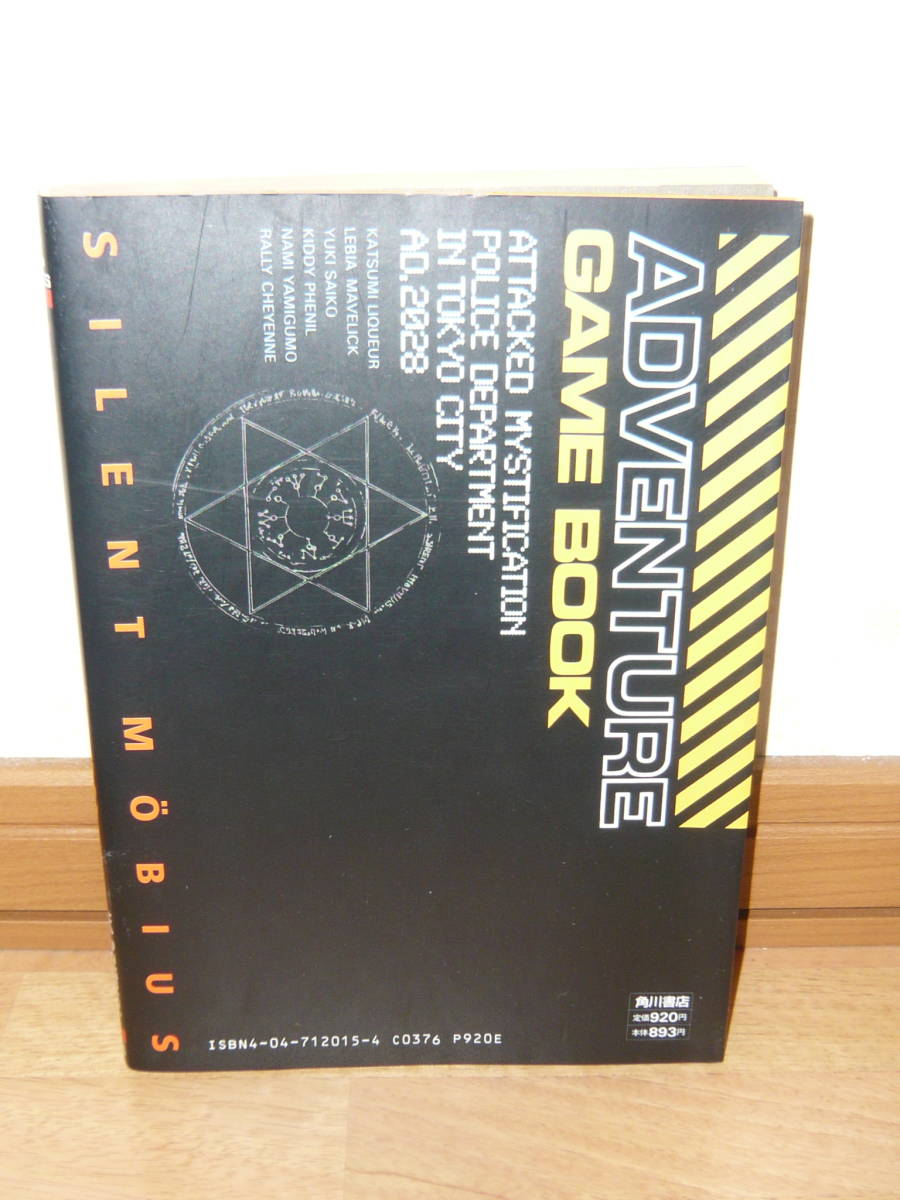 ADVENTURE
GAME BOOK
ATTACKED MYSTIFICATION
POLICE DEPARTMENT
IN TOKYO CITY
AD.2028
KATSUMI LIQUEUR
LEBIA MAVELICK
YUKI SAIKO
KIDDY PHENIL
NAMI YAMIGUMO
RALLY CHEYENNE
SILENT MÖBIUS
角川書店
定価920円
本体893円
ISBN4-04-712015-4 C0376 P920E